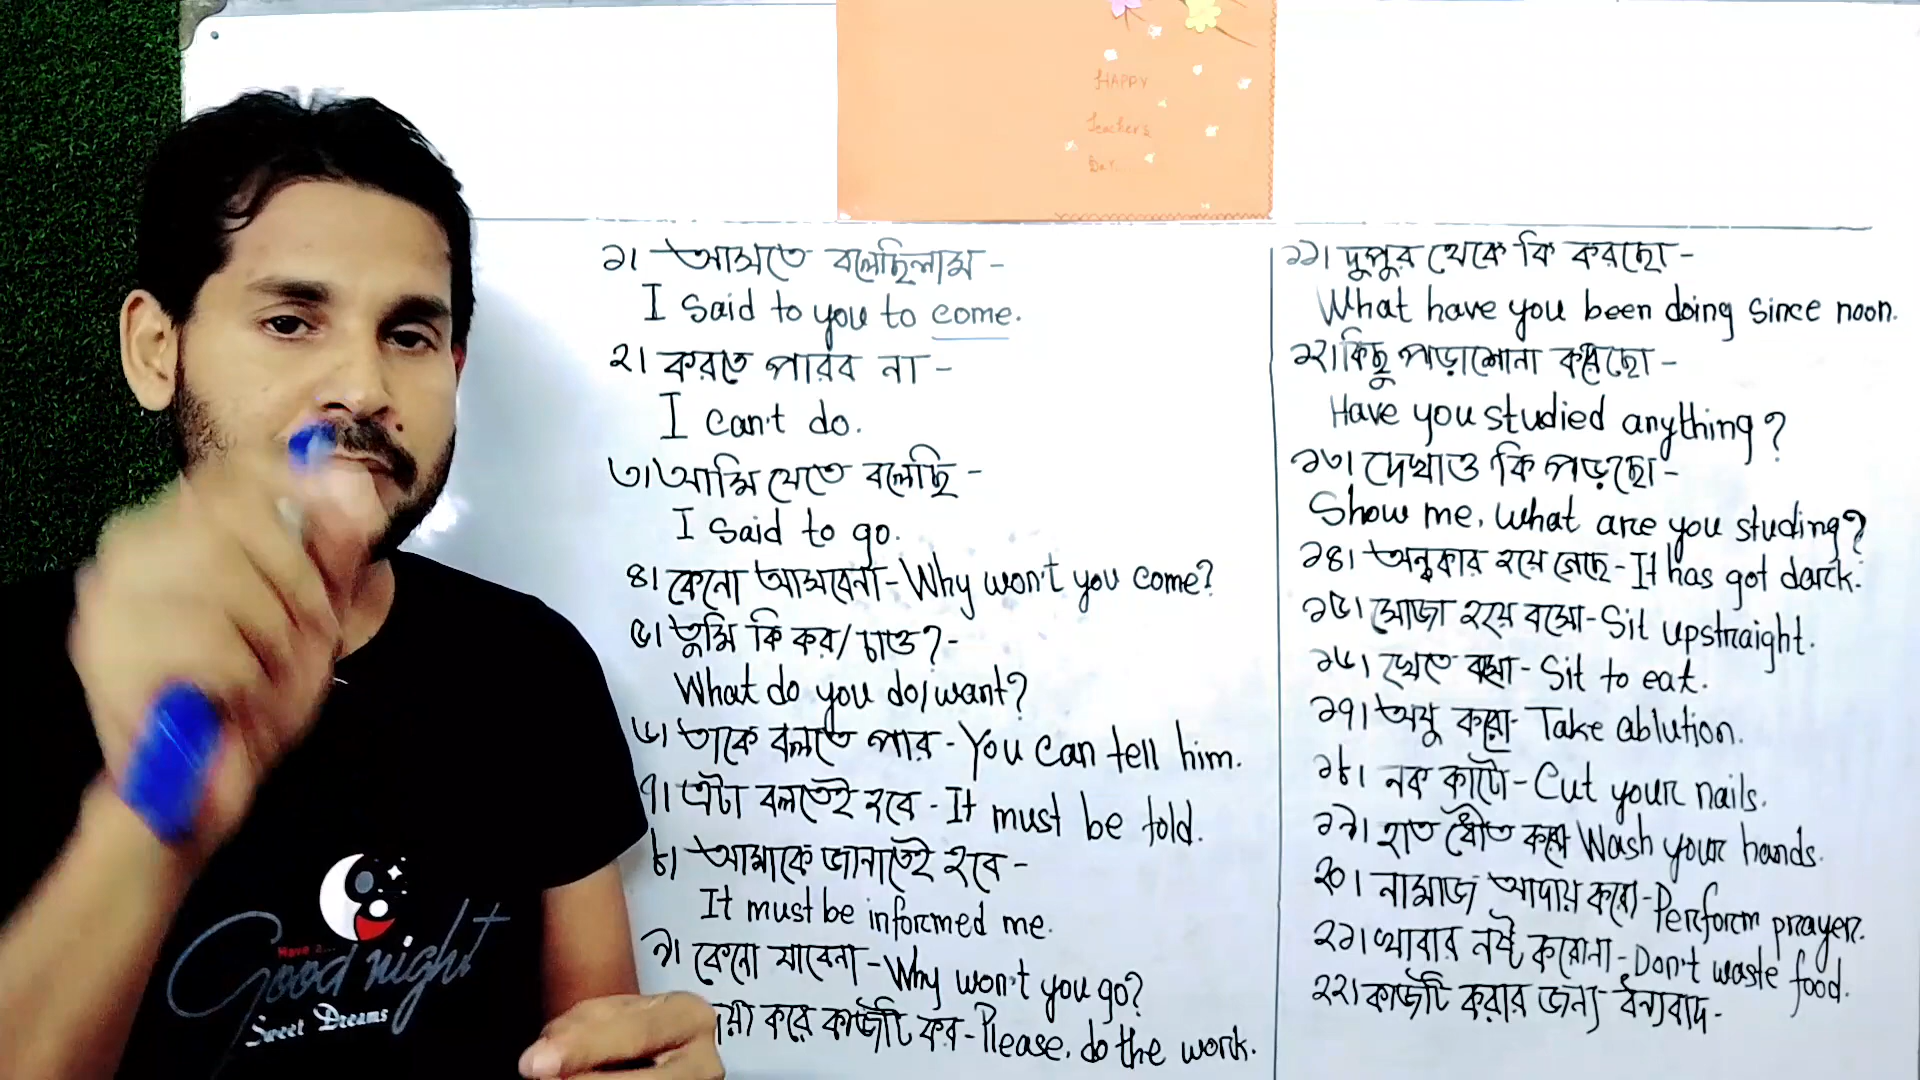 HAPPY
Teacher's
Day
১। আসতে বলেছিলাম -
I said to you to come.
২। করতে পারব না -
I can't do.
৩। আমি যেতে বলেছি -
I said to go.
৪। কেনো আসবেনা - Why won't you come?
৫। তুমি কি কর/চাও? -
What do you do/want?
৬। তাকে বলতে পার - You can tell him.
৭। এটা বলতেই হবে - It must be told.
৮। আমাকে জানাতেই হবে -
It must be informed me.
৯। কেনো যাবেনা - Why won't you go?
করে কাজটি কর - Please, do the work.
১১। দুপুর থেকে কি করছো -
What have you been doing since noon.
১২। কিছু পড়াশোনা করেছো -
Have you studied anything?
১৩। দেখাও কি পড়ছো -
Show me, what are you studing?
১৪। অন্ধকার হয়ে গেছে - It has got dark.
১৫। সোজা হয়ে বসো - Sit upstraight.
১৬। খেতে বসো - Sit to eat.
১৭। অযু করো - Take ablution.
১৮। নক কাটো - Cut your nails.
১৯। হাত ধৌত করো Wash your hands.
২০। নামাজ আদায় করো - Perform prayer.
২১। খাবার নষ্ট করোনা - Don't waste food.
২২। কাজটি করার জন্য ধন্যবাদ -
Have a...
Good night
Sweet Dreams